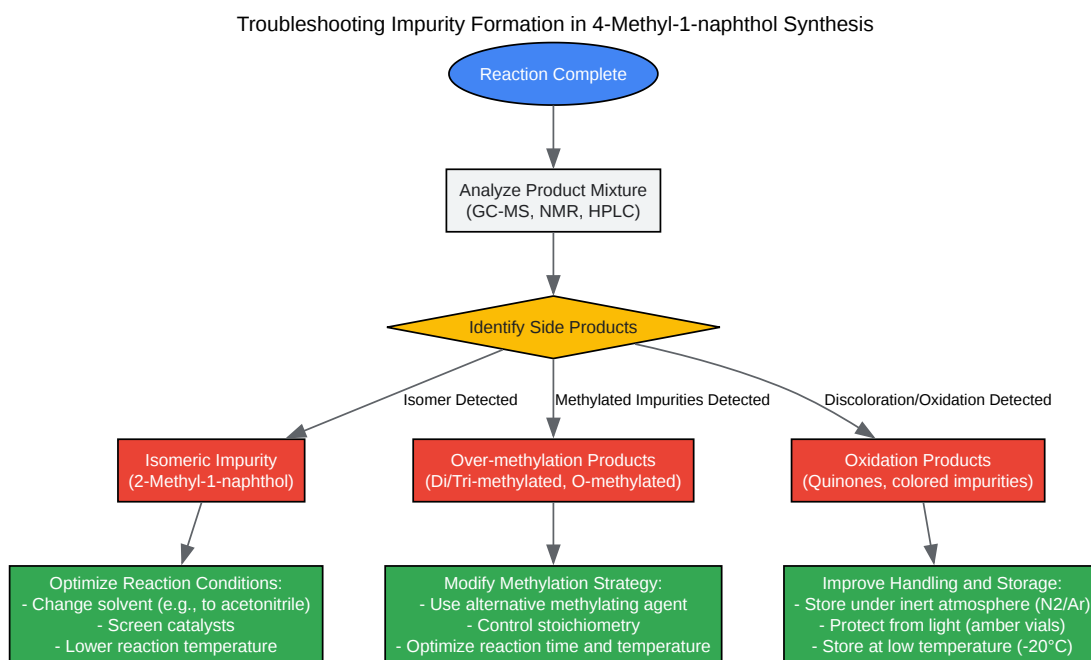 Troubleshooting Impurity Formation in 4-Methyl-1-naphthol Synthesis
Reaction Complete
Analyze Product Mixture
(GC-MS, NMR, HPLC)
Identify Side Products
Isomer Detected
Methylated Impurities Detected
Discoloration/Oxidation Detected
Isomeric Impurity
(2-Methyl-1-naphthol)
Over-methylation Products
(Di/Tri-methylated, O-methylated)
Oxidation Products
(Quinones, colored impurities)
Optimize Reaction Conditions:
- Change solvent (e.g., to acetonitrile)
- Screen catalysts
- Lower reaction temperature
Modify Methylation Strategy:
- Use alternative methylating agent
- Control stoichiometry
- Optimize reaction time and temperature
Improve Handling and Storage:
- Store under inert atmosphere (N2/Ar)
- Protect from light (amber vials)
- Store at low temperature (-20°C)